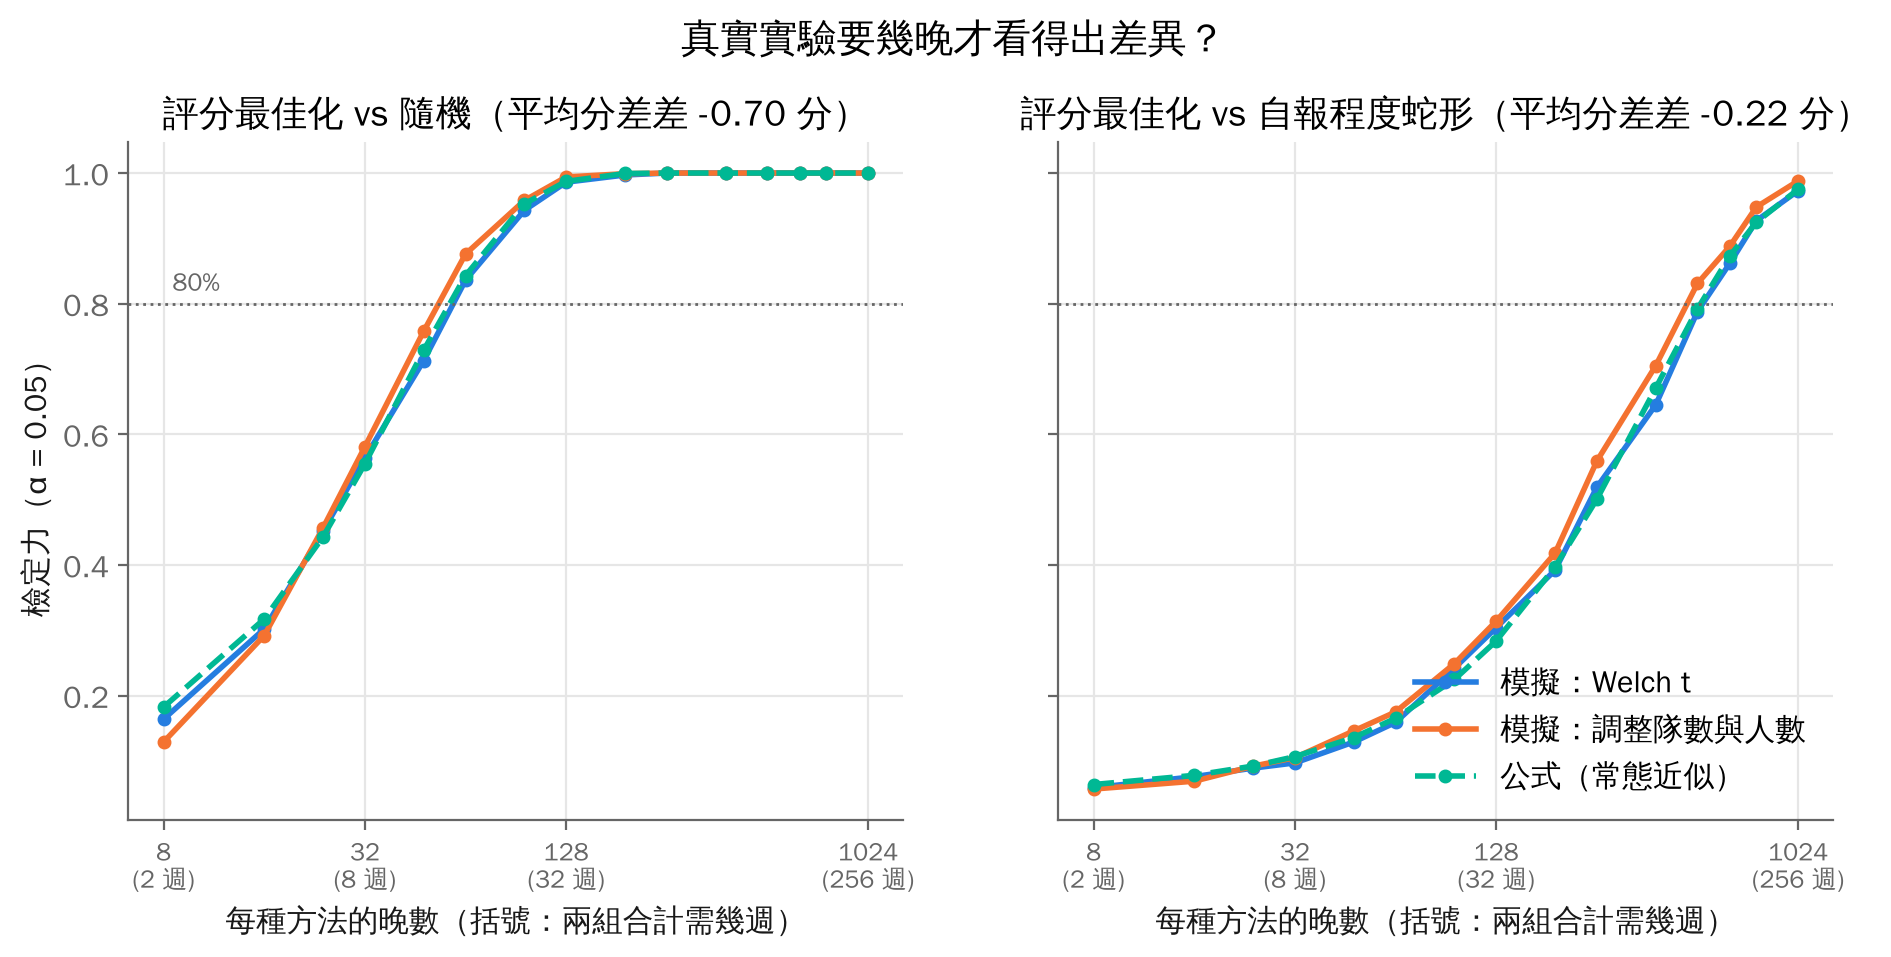 真實實驗要幾晚才看得出差異？
評分最佳化 vs 隨機（平均分差差 -0.70 分）
檢定力（α = 0.05）
1.0
0.8
0.6
0.4
0.2
80%
8
(2 週)
32
(8 週)
128
(32 週)
1024
(256 週)
每種方法的晚數（括號：兩組合計需幾週）
評分最佳化 vs 自報程度蛇形（平均分差差 -0.22 分）
模擬：Welch t
模擬：調整隊數與人數
公式（常態近似）
8
(2 週)
32
(8 週)
128
(32 週)
1024
(256 週)
每種方法的晚數（括號：兩組合計需幾週）